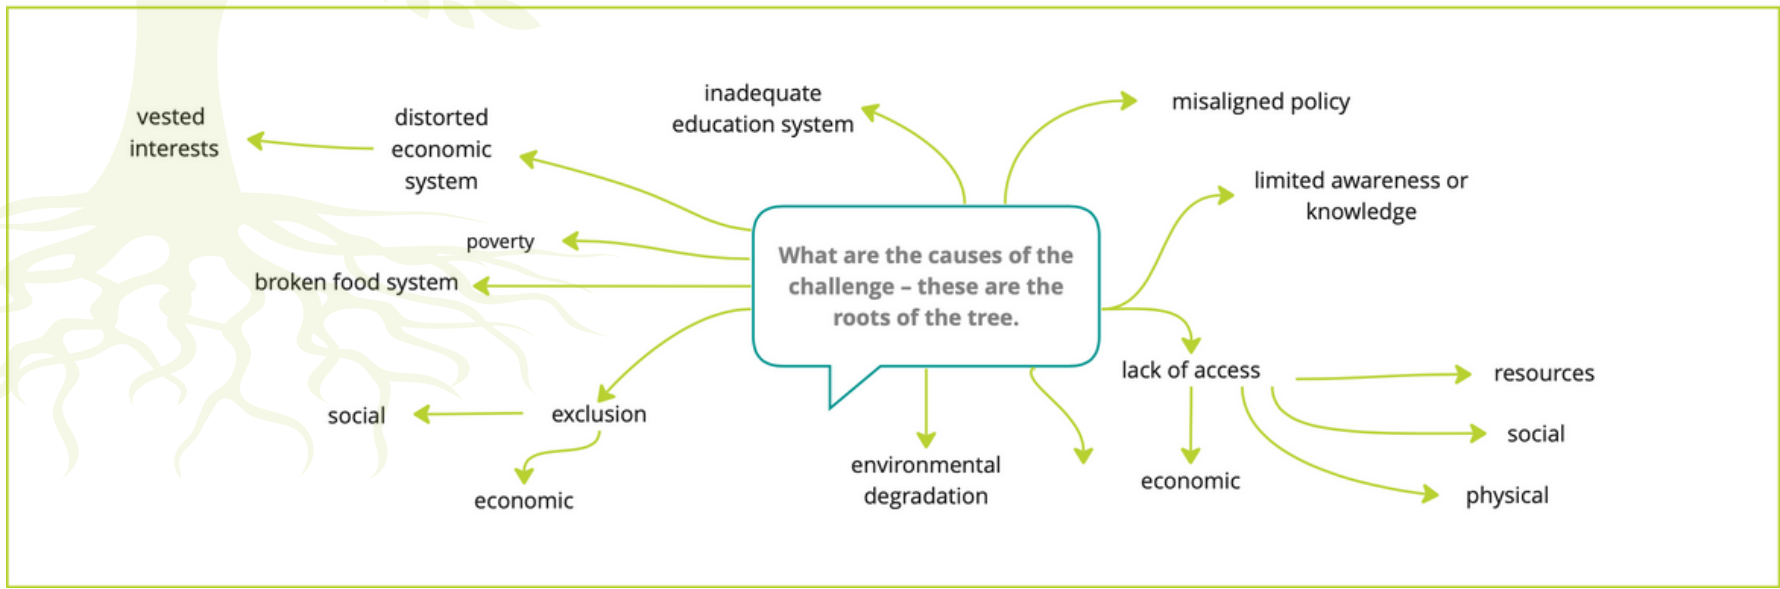 inadequate
education system
misaligned policy
vested
interests
distorted
economic
system
limited awareness or
knowledge
poverty
broken food system
What are the causes of the
challenge – these are the
roots of the tree.
lack of access
resources
social
exclusion
social
economic
environmental
degradation
economic
physical